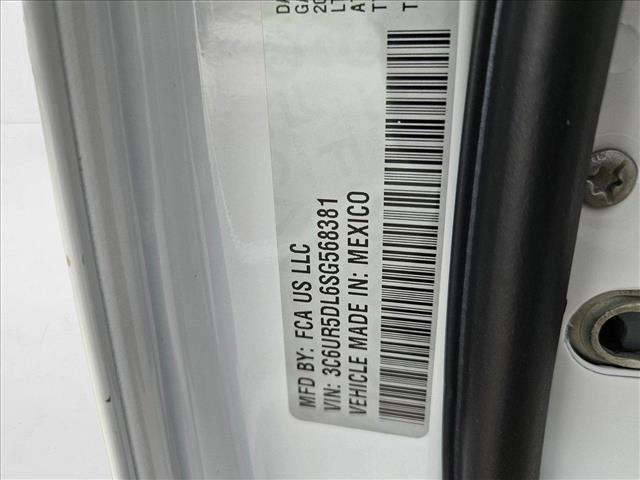 MFD BY: FCA US LLC
VIN: 3C6UR5DL6SG568381
VEHICLE MADE IN: MEXICO